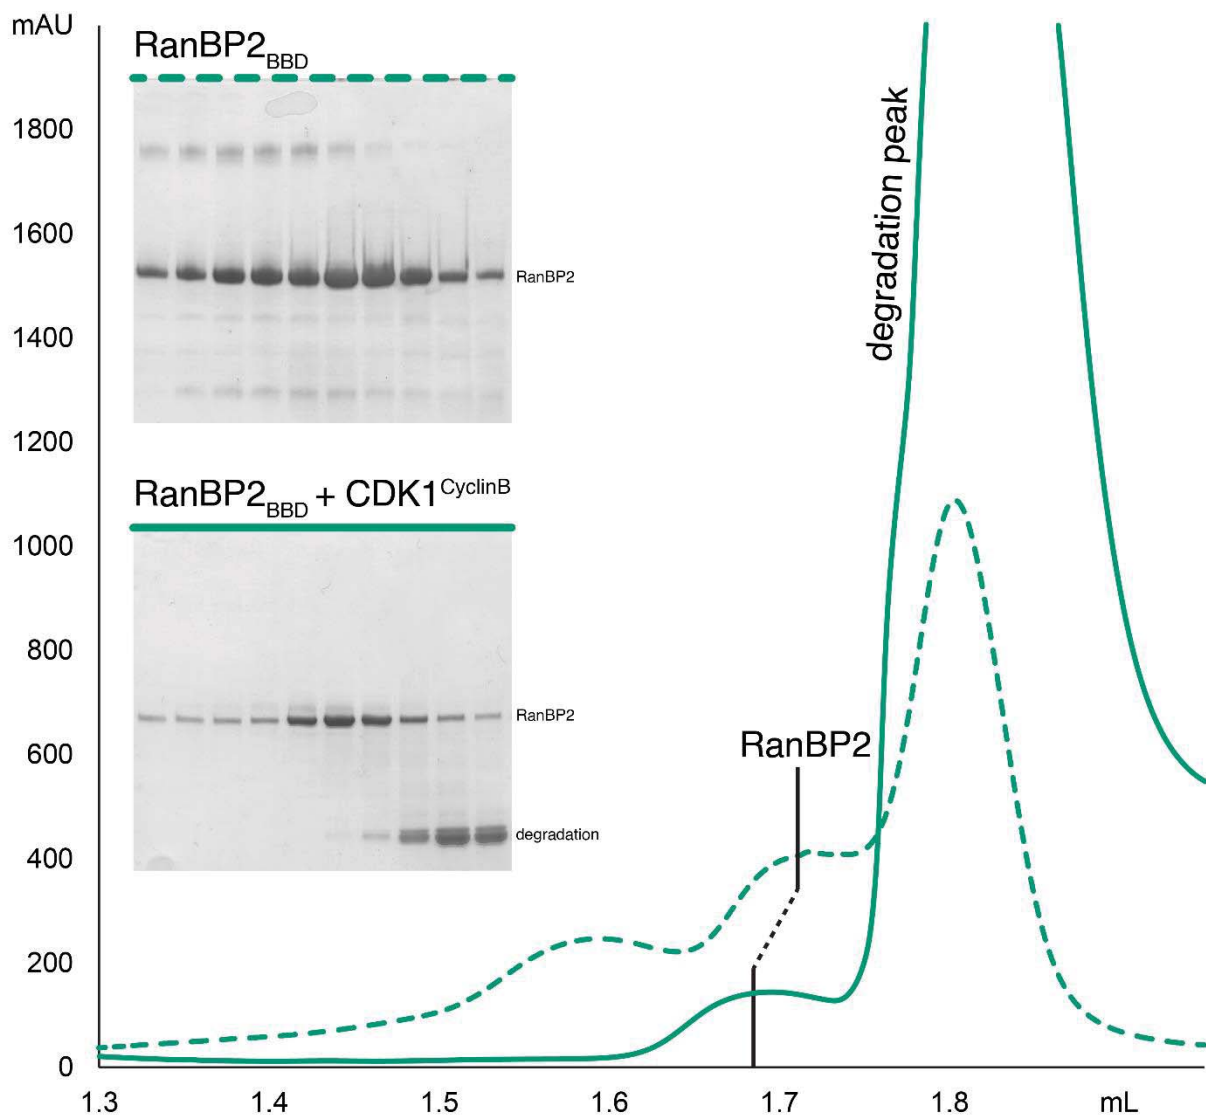 mAU
RanBP2BBD
1800
degradation peak
1600
RanBP2
1400
1200
RanBP2BBD + CDK1CyclinB
1000
800
RanBP2
RanBP2
600
degradation
400
200
0
1.3 1.4 1.5 1.6 1.7 1.8 mL